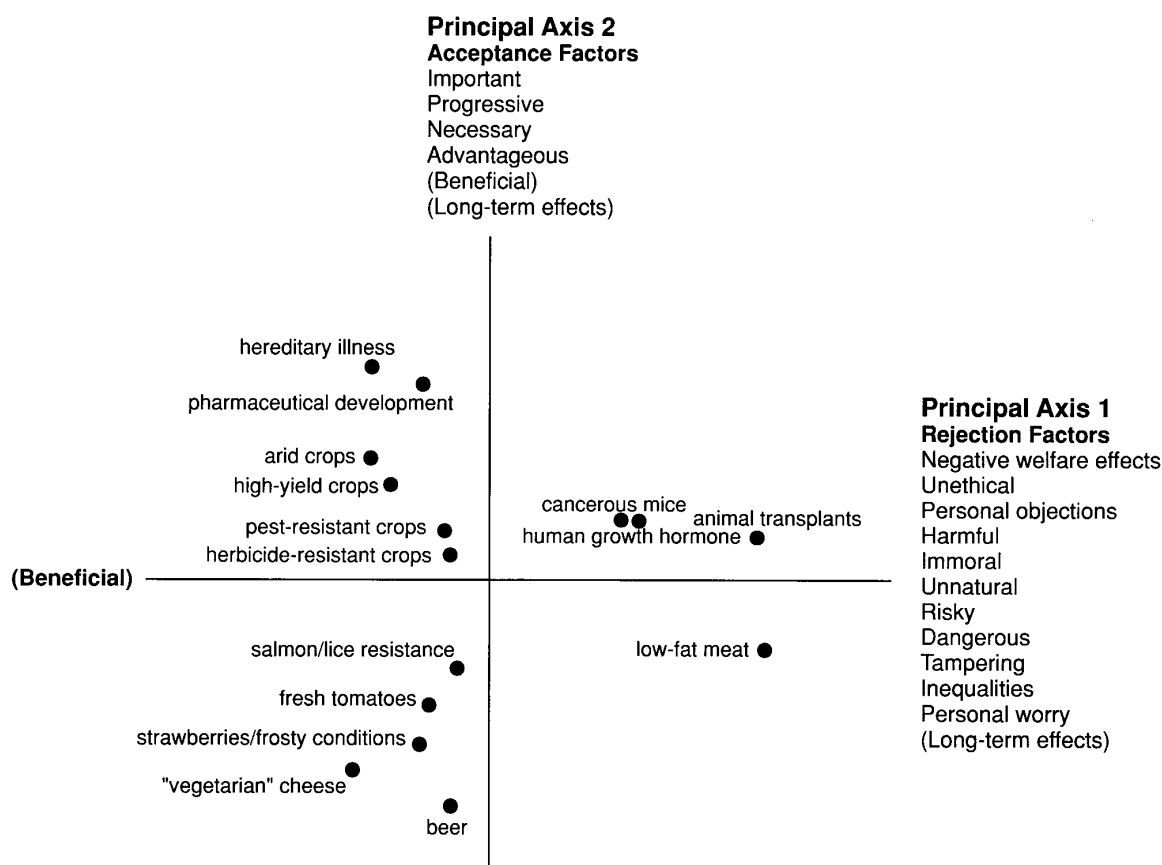 Principal Axis 2
Acceptance Factors
Important
Progressive
Necessary
Advantageous
(Beneficial)
(Long-term effects)
hereditary illness
pharmaceutical development
arid crops
high-yield crops
pest-resistant crops
herbicide-resistant crops
cancerous mice
animal transplants
human growth hormone
(Beneficial)
Principal Axis 1
Rejection Factors
Negative welfare effects
Unethical
Personal objections
Harmful
Immoral
Unnatural
Risky
Dangerous
Tampering
Inequalities
Personal worry
(Long-term effects)
salmon/lice resistance
low-fat meat
fresh tomatoes
strawberries/frosty conditions
"vegetarian" cheese
beer